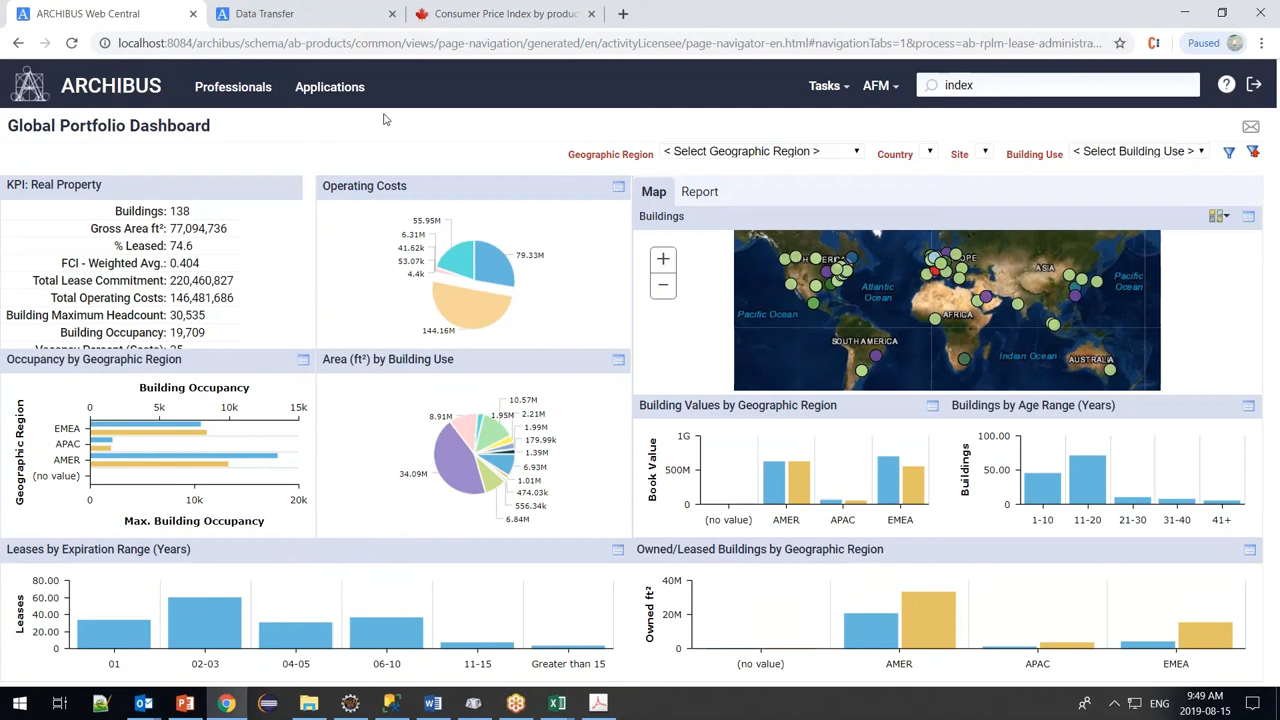 ARCHIBUS Web Central
Data Transfer
Consumer Price Index by produc
localhost:8084/archibus/schema/ab-products/common/views/page-navigation/generated/en/activityLicensee/page-navigator-en.html#navigationTabs=1&process=ab-rplm-lease-administra...
Paused
ARCHIBUS
Professionals
Applications
Tasks
AFM
index
Global Portfolio Dashboard
Geographic Region
< Select Geographic Region >
Country
Site
Building Use
< Select Building Use >
KPI: Real Property
Buildings: 138
Gross Area ft²: 77,094,736
% Leased: 74.6
FCI - Weighted Avg.: 0.404
Total Lease Commitment: 220,460,827
Total Operating Costs: 146,481,686
Building Maximum Headcount: 30,535
Building Occupancy: 19,709
Operating Costs
55.95M
6.31M
41.62k
53.07k
4.4k
79.33M
144.16M
Map
Report
Buildings
+
−
AMERICA
EUROPE
ASIA
Pacific Ocean
Atlantic Ocean
Pacific Ocean
AFRICA
SOUTH AMERICA
Indian Ocean
AUSTRALIA
Occupancy by Geographic Region
Building Occupancy
0
5k
10k
15k
Geographic Region
EMEA
APAC
AMER
(no value)
0
10k
20k
Max. Building Occupancy
Area (ft²) by Building Use
10.57M
8.91M
1.95M
2.21M
1.99M
179.99k
1.39M
34.09M
6.93M
1.01M
474.03k
556.34k
6.84M
Building Values by Geographic Region
Book Value
1G
500M
0
(no value)
AMER
APAC
EMEA
Buildings by Age Range (Years)
Buildings
100.00
50.00
0
1-10
11-20
21-30
31-40
41+
Leases by Expiration Range (Years)
Leases
80.00
60.00
40.00
20.00
0
01
02-03
04-05
06-10
11-15
Greater than 15
Owned/Leased Buildings by Geographic Region
Owned ft²
40M
20M
0
(no value)
AMER
APAC
EMEA
ENG
9:49 AM
2019-08-15